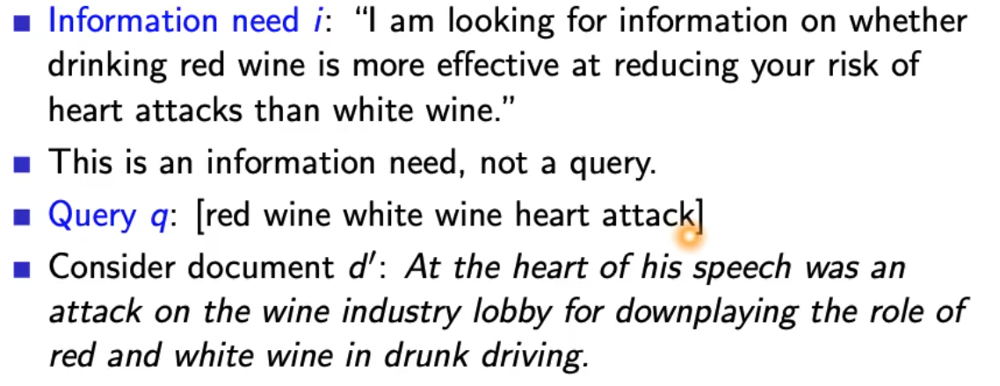 Information need i: “I am looking for information on whether
drinking red wine is more effective at reducing your risk of
heart attacks than white wine.”
This is an information need, not a query.
Query q: [red wine white wine heart attack]
Consider document d′: At the heart of his speech was an
attack on the wine industry lobby for downplaying the role of
red and white wine in drunk driving.